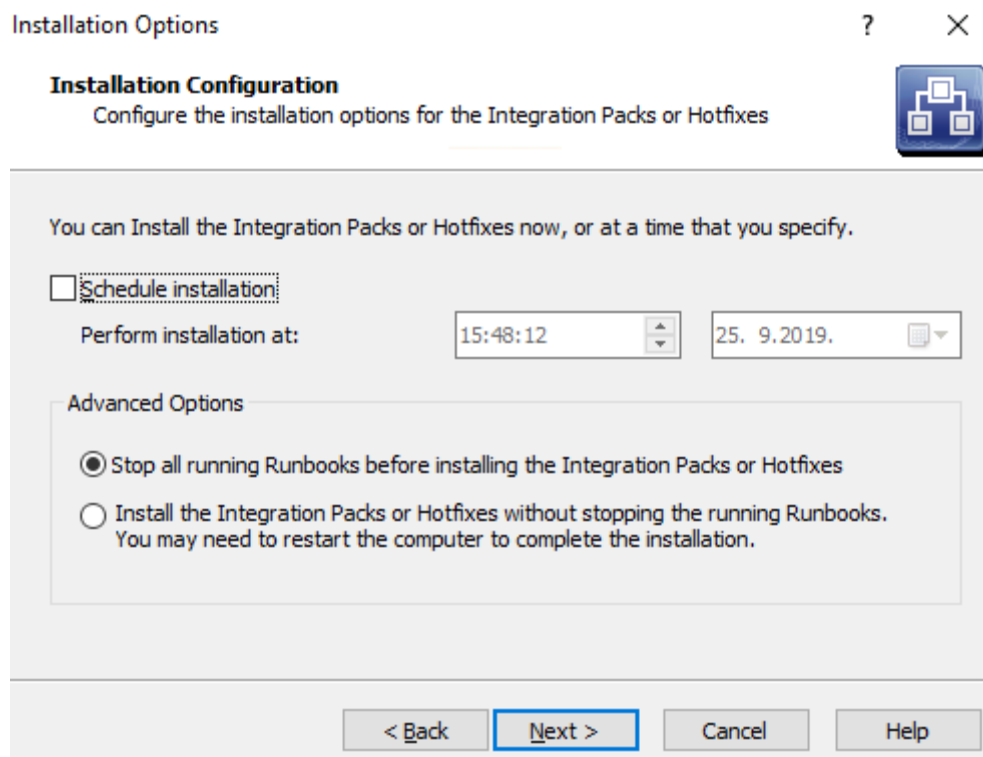 Installation Options
Installation Configuration
Configure the installation options for the Integration Packs or Hotfixes
You can Install the Integration Packs or Hotfixes now, or at a time that you specify.
Schedule installation
Perform installation at:
15:48:12
25. 9.2019.
Advanced Options
Stop all running Runbooks before installing the Integration Packs or Hotfixes
Install the Integration Packs or Hotfixes without stopping the running Runbooks.
You may need to restart the computer to complete the installation.
< Back
Next >
Cancel
Help